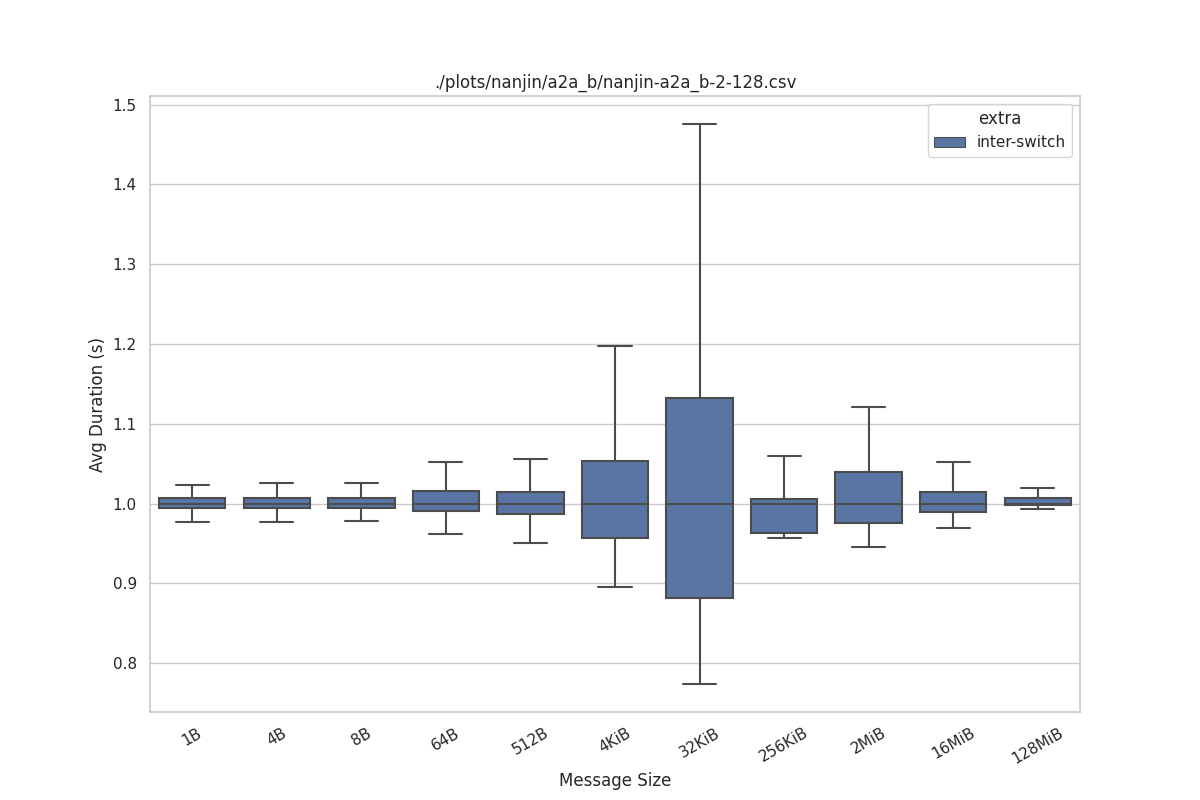 ./plots/nanjin/a2a_b/nanjin-a2a_b-2-128.csv
extra
inter-switch
Avg Duration (s)
1.5
1.4
1.3
1.2
1.1
1.0
0.9
0.8
1B
4B
8B
64B
512B
4KiB
32KiB
256KiB
2MiB
16MiB
128MiB
Message Size